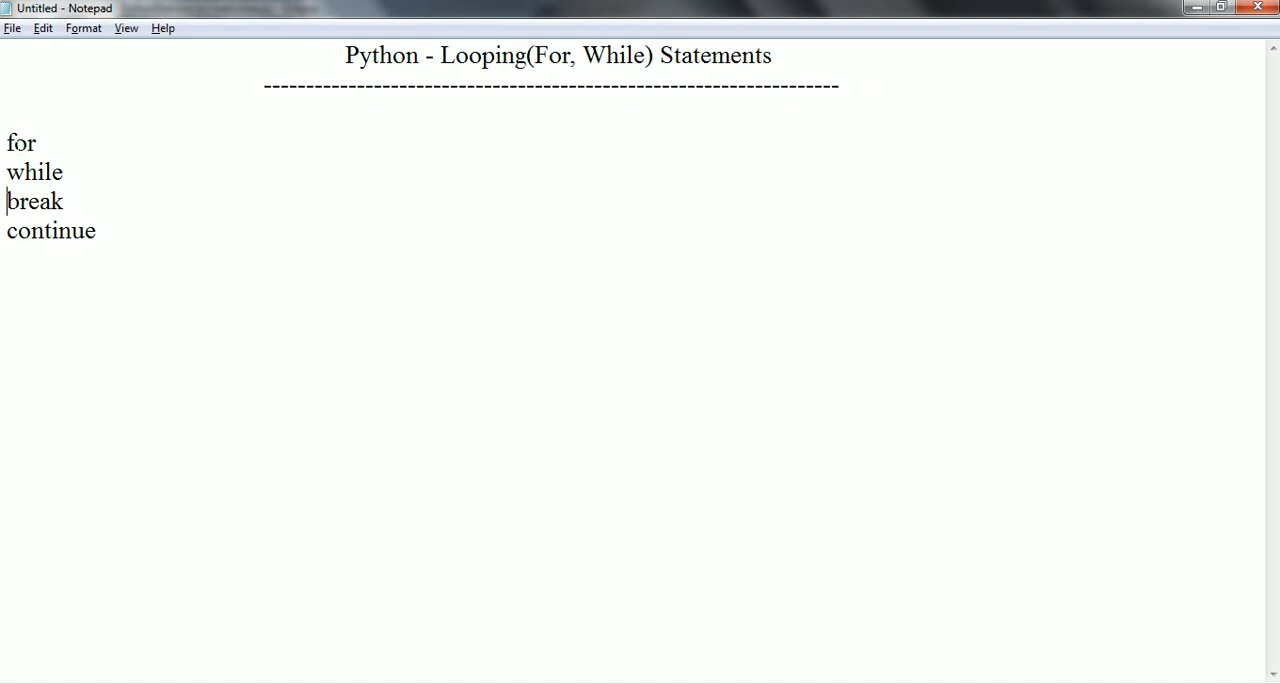 Untitled - Notepad
File Edit Format View Help
Python - Looping(For, While) Statements
--------------------------------------------------------------------
for
while
break
continue